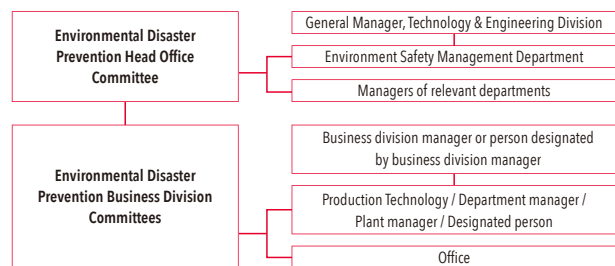 Environmental Disaster
Prevention Head Office
Committee
General Manager, Technology & Engineering Division
Environment Safety Management Department
Managers of relevant departments
Environmental Disaster
Prevention Business Division
Committees
Business division manager or person designated
by business division manager
Production Technology / Department manager /
Plant manager / Designated person
Office